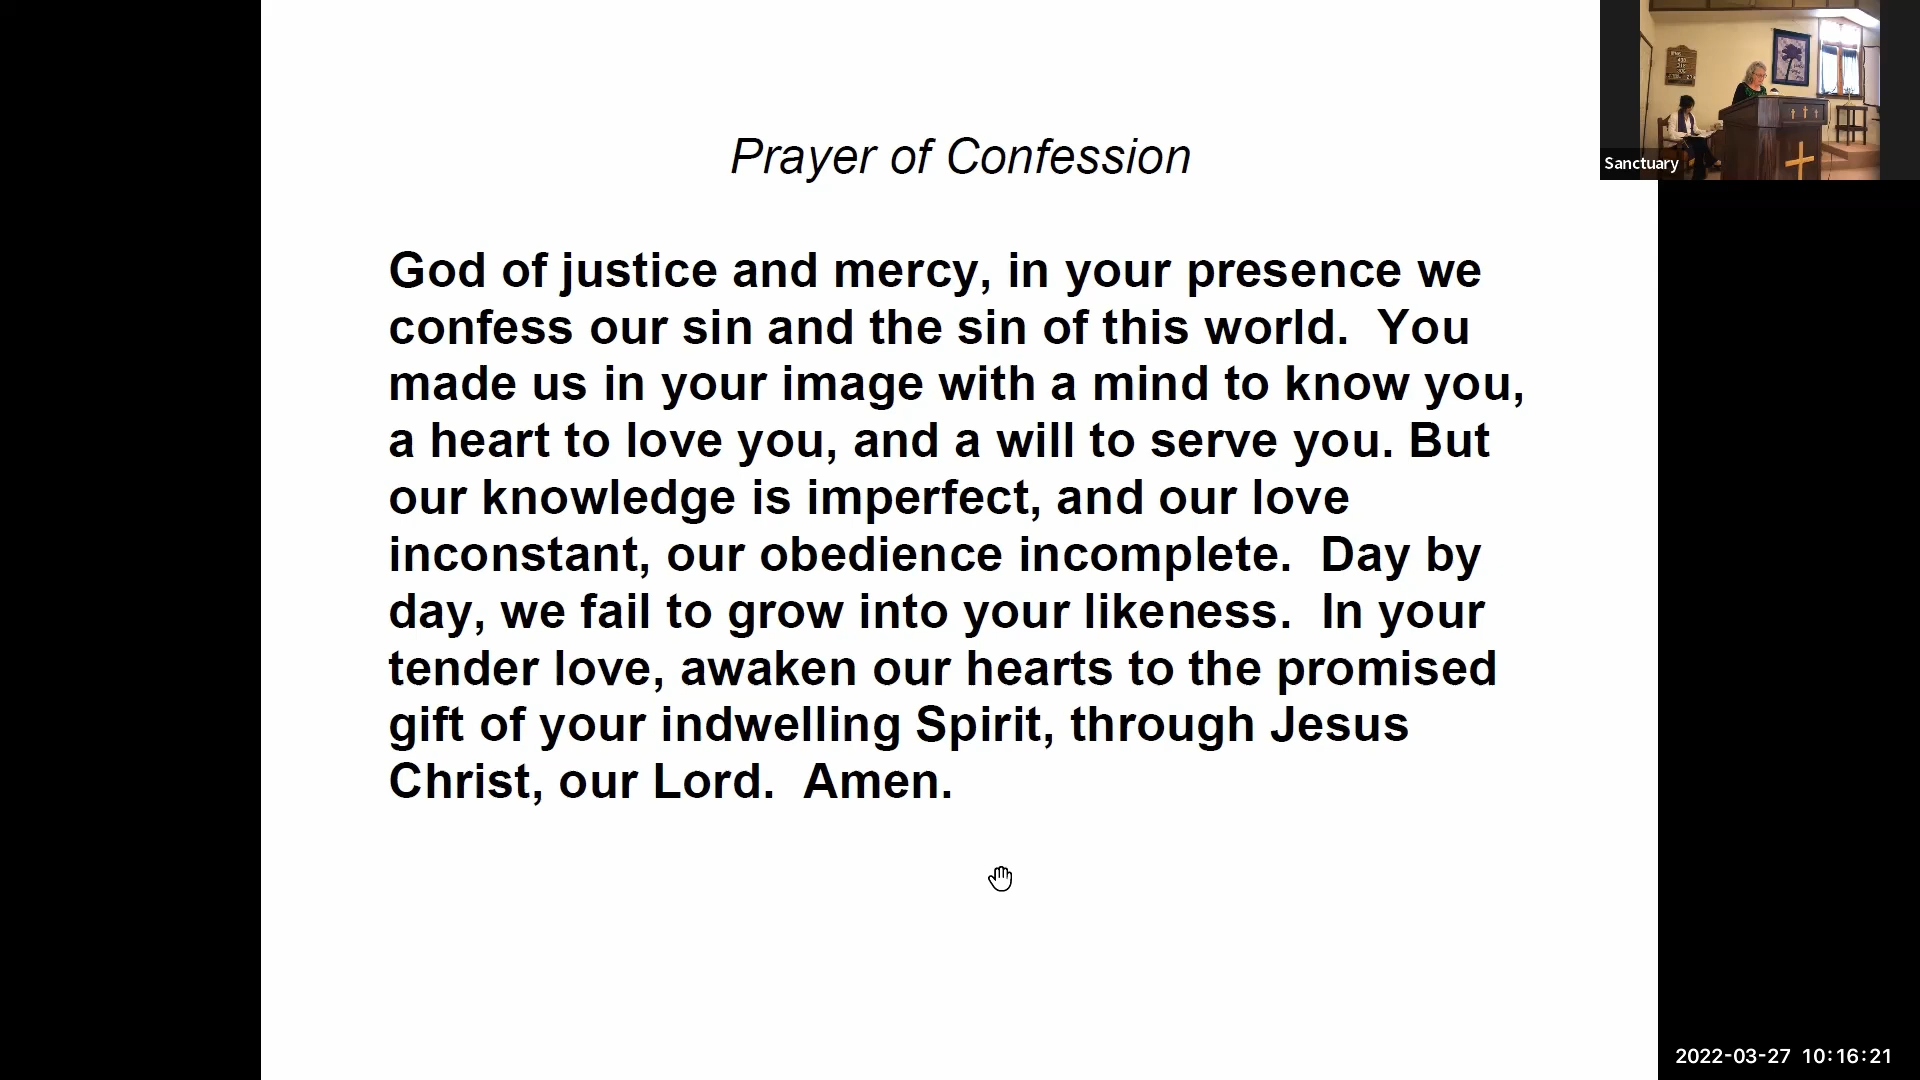 Prayer of Confession
God of justice and mercy, in your presence we
confess our sin and the sin of this world.  You
made us in your image with a mind to know you,
a heart to love you, and a will to serve you. But
our knowledge is imperfect, and our love
inconstant, our obedience incomplete.  Day by
day, we fail to grow into your likeness.  In your
tender love, awaken our hearts to the promised
gift of your indwelling Spirit, through Jesus
Christ, our Lord.  Amen.
Sanctuary
2022-03-27 10:16:21